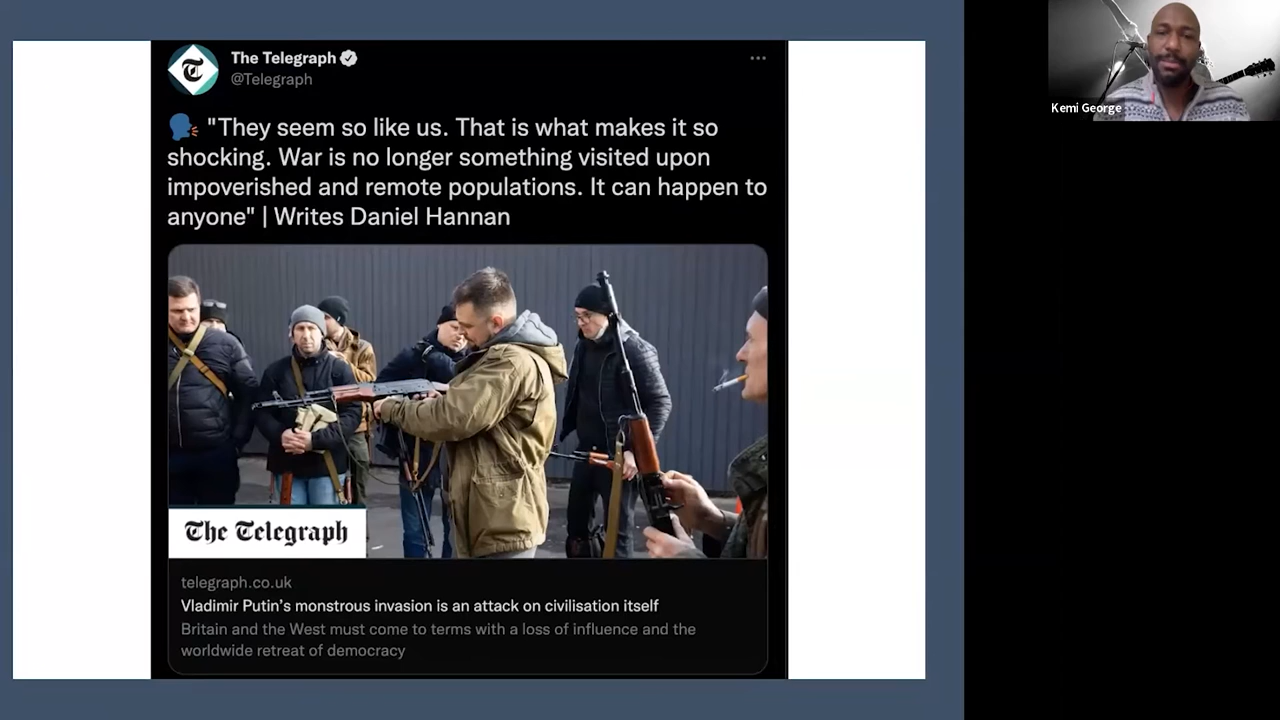 The Telegraph
@Telegraph
"They seem so like us. That is what makes it so
shocking. War is no longer something visited upon
impoverished and remote populations. It can happen to
anyone" | Writes Daniel Hannan
The Telegraph
telegraph.co.uk
Vladimir Putin's monstrous invasion is an attack on civilisation itself
Britain and the West must come to terms with a loss of influence and the
worldwide retreat of democracy
Kemi George